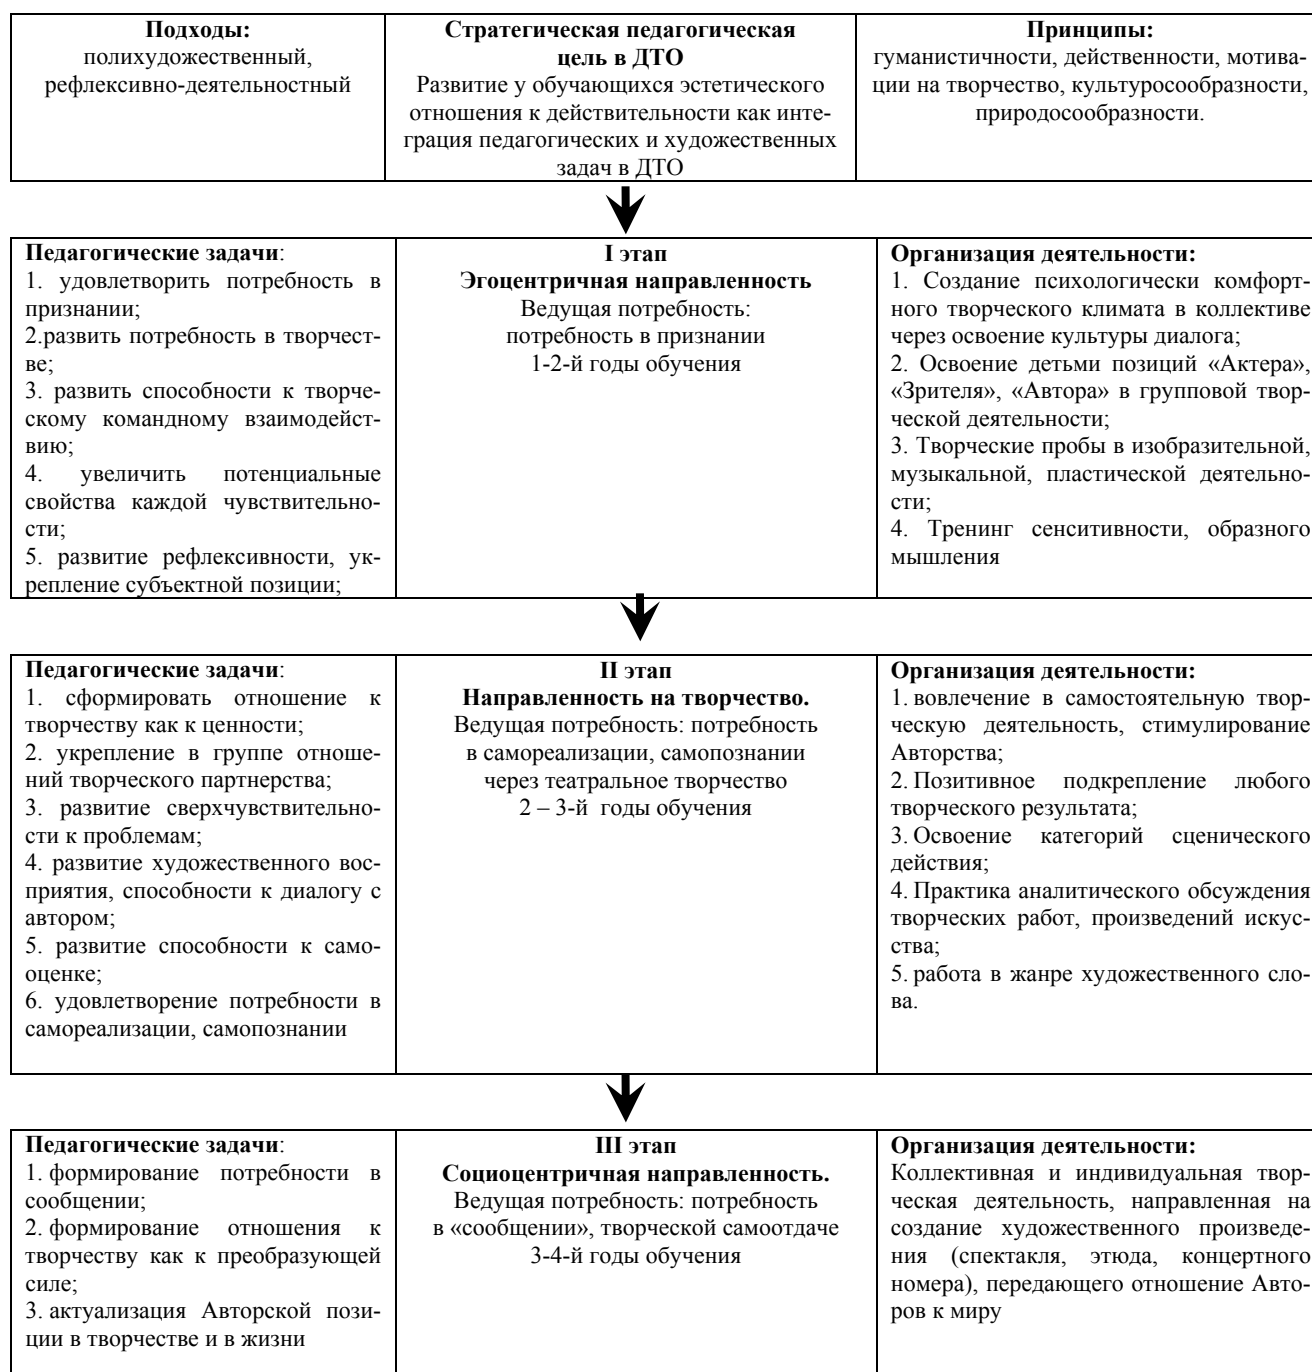 Подходы:
полихудожественный,
рефлексивно-деятельностный
Стратегическая педагогическая
цель в ДТО
Развитие у обучающихся эстетического
отношения к действительности как инте-
грация педагогических и художественных
задач в ДТО
Принципы:
гуманистичности, действенности, мотива-
ции на творчество, культуросообразности,
природосообразности.
Педагогические задачи:
1. удовлетворить потребность в
признании;
2.развить потребность в творчест-
ве;
3. развить способности к творче-
скому командному взаимодейст-
вию;
4. увеличить потенциальные
свойства каждой чувствительно-
сти;
5. развитие рефлексивности, ук-
репление субъектной позиции;
I этап
Эгоцентричная направленность
Ведущая потребность:
потребность в признании
1-2-й годы обучения
Организация деятельности:
1. Создание психологически комфорт-
ного творческого климата в коллективе
через освоение культуры диалога;
2. Освоение детьми позиций «Актера»,
«Зрителя», «Автора» в групповой твор-
ческой деятельности;
3. Творческие пробы в изобразительной,
музыкальной, пластической деятельно-
сти;
4. Тренинг сенситивности, образного
мышления
Педагогические задачи:
1. сформировать отношение к
творчеству как к ценности;
2. укрепление в группе отноше-
ний творческого партнерства;
3. развитие сверхчувствительно-
сти к проблемам;
4. развитие художественного вос-
приятия, способности к диалогу с
автором;
5. развитие способности к само-
оценке;
6. удовлетворение потребности в
самореализации, самопознании
II этап
Направленность на творчество.
Ведущая потребность: потребность
в самореализации, самопознании
через театральное творчество
2 – 3-й годы обучения
Организация деятельности:
1. вовлечение в самостоятельную твор-
ческую деятельность, стимулирование
Авторства;
2. Позитивное подкрепление любого
творческого результата;
3. Освоение категорий сценического
действия;
4. Практика аналитического обсуждения
творческих работ, произведений искус-
ства;
5. работа в жанре художественного сло-
ва.
Педагогические задачи:
1. формирование потребности в
сообщении;
2. формирование отношения к
творчеству как к преобразующей
силе;
3. актуализация Авторской пози-
ции в творчестве и в жизни
III этап
Социоцентричная направленность.
Ведущая потребность: потребность
в «сообщении», творческой самоотдаче
3-4-й годы обучения
Организация деятельности:
Коллективная и индивидуальная твор-
ческая деятельность, направленная на
создание художественного произведе-
ния (спектакля, этюда, концертного
номера), передающего отношение Авто-
ров к миру